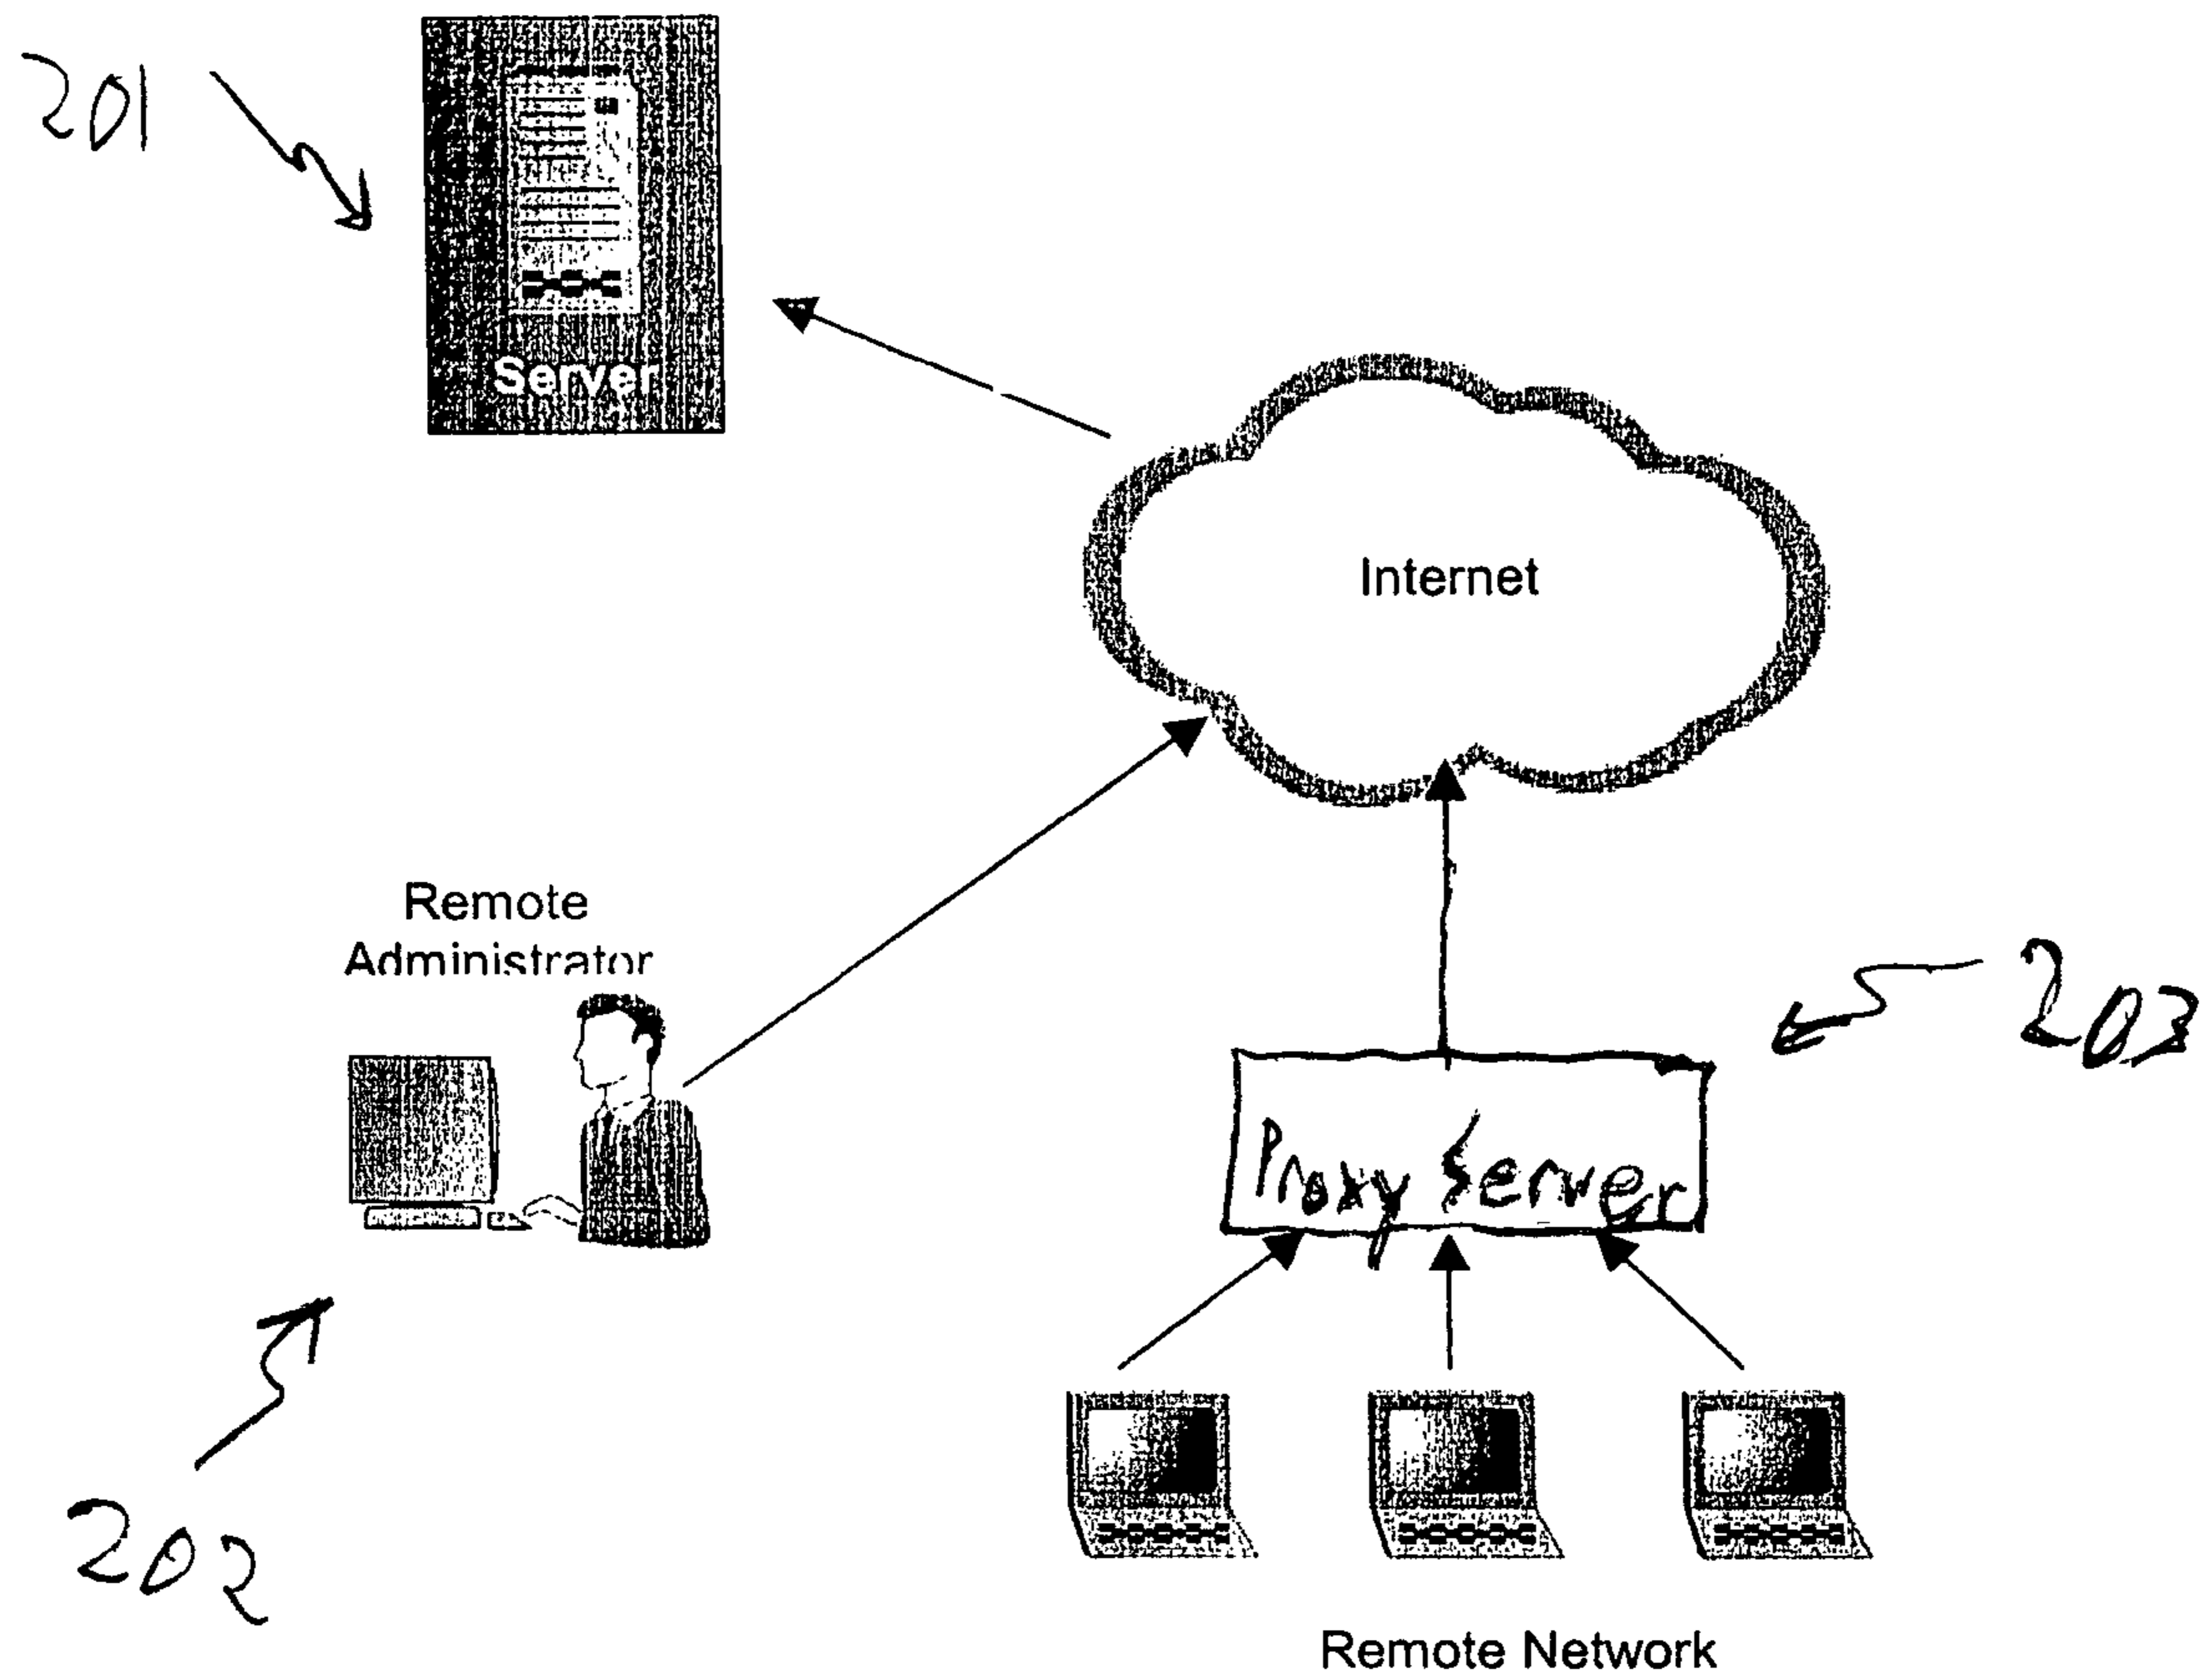 201
Server
Internet
Remote
Administrator
203
Proxy Server
202
Remote Network